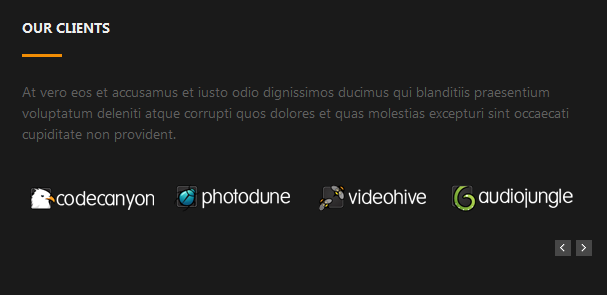 OUR CLIENTS
At vero eos et accusamus et iusto odio dignissimos ducimus qui blanditiis praesentium
voluptatum deleniti atque corrupti quos dolores et quas molestias excepturi sint occaecati
cupiditate non provident.
codecanyon photodune videohive audiojungle